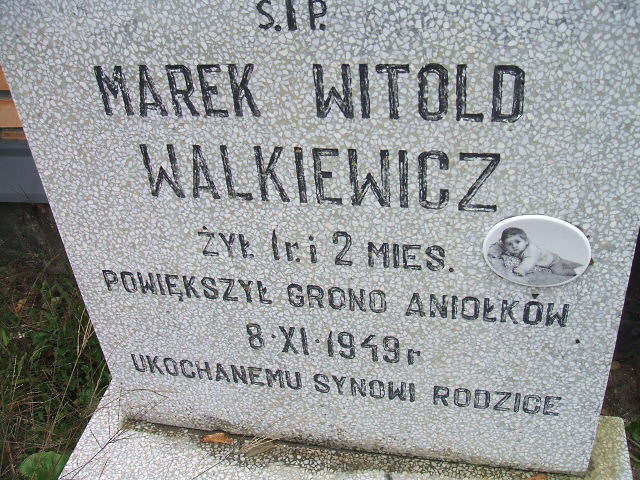 Ś.†P.
MAREK WITOLD
WALKIEWICZ
ŻYŁ 1r. i 2 MIES.
POWIĘKSZYŁ GRONO ANIOŁKÓW
8·XI·1949r
UKOCHANEMU SYNOWI RODZICE